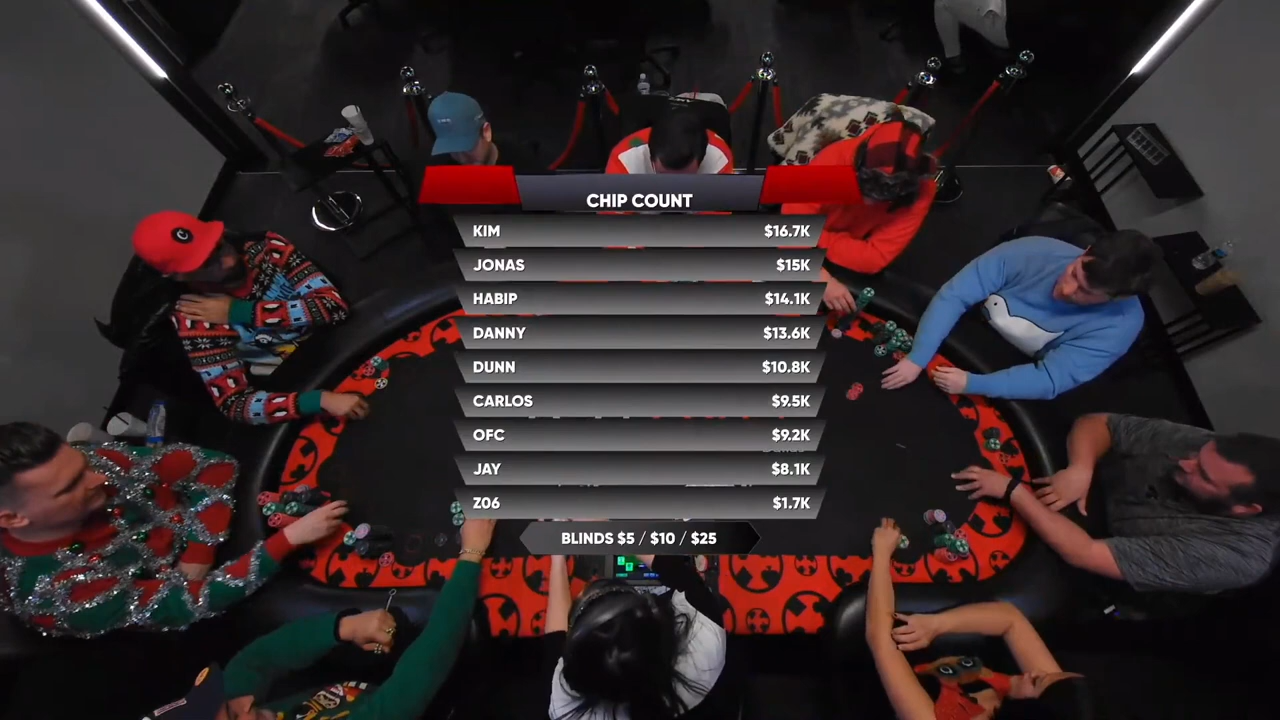 CHIP COUNT
KIM $16.7K
JONAS $15K
HABIP $14.1K
DANNY $13.6K
DUNN $10.8K
CARLOS $9.5K
OFC $9.2K
JAY $8.1K
Z06 $1.7K
BLINDS $5 / $10 / $25